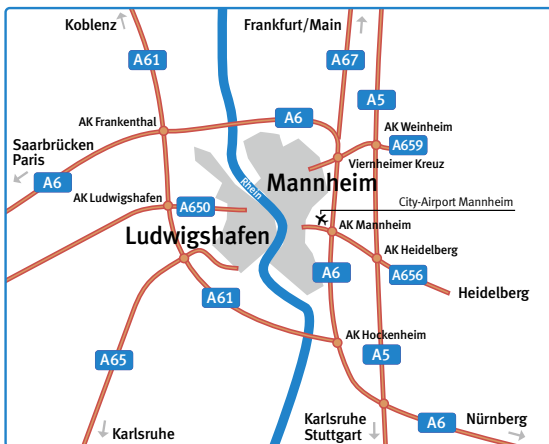 Koblenz
Frankfurt/Main
A61
A67
A5
A6
AK Frankenthal
AK Weinheim
A659
Saarbrücken
Paris
Viernheimer Kreuz
A6
Mannheim
Rhein
AK Ludwigshafen
A650
City-Airport Mannheim
AK Mannheim
Ludwigshafen
AK Heidelberg
A6
A656
Heidelberg
A61
AK Hockenheim
A65
A5
Karlsruhe
Karlsruhe
Stuttgart
A6
Nürnberg